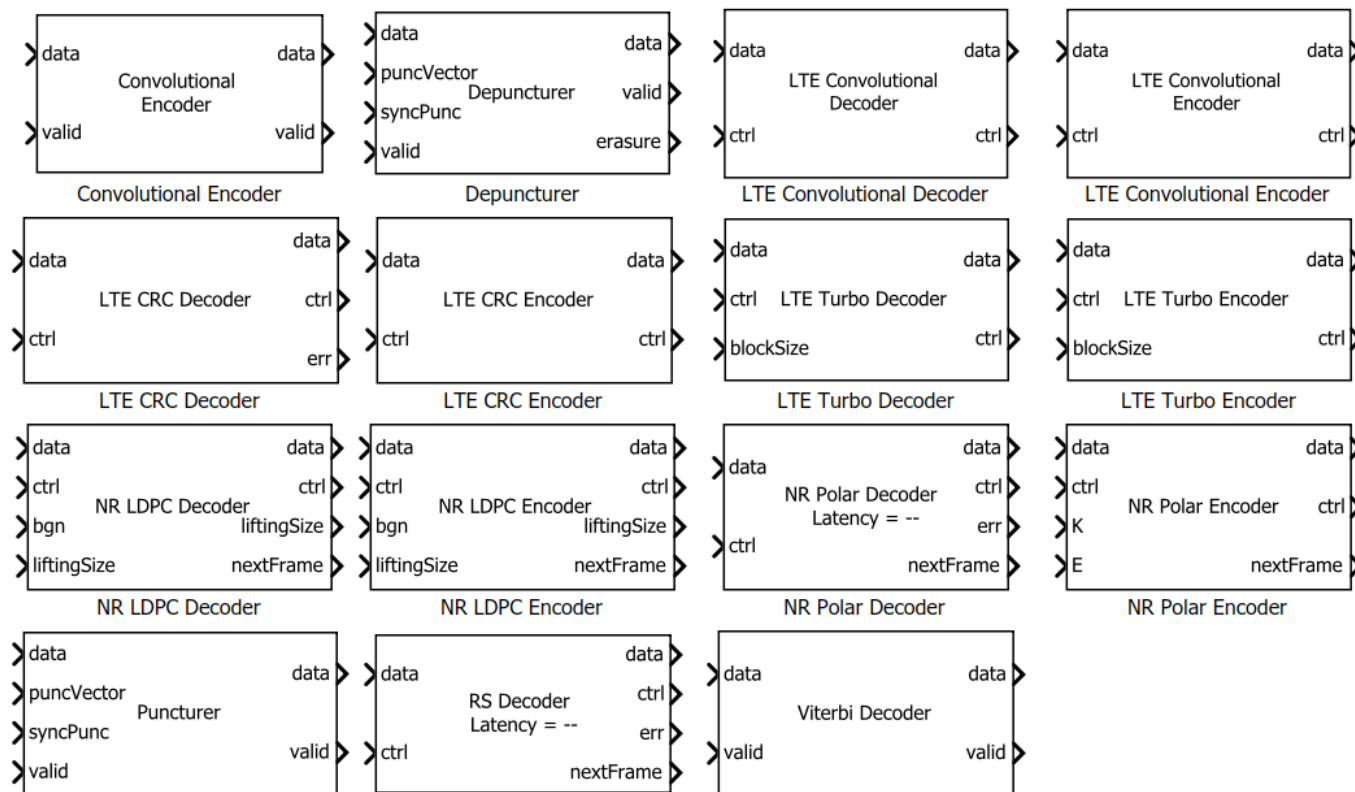 data
data
Convolutional
Encoder
valid
valid
Convolutional Encoder
data
puncVector
syncPunc
valid
Depuncturer
data
valid
erasure
Depuncturer
data
ctrl
LTE Convolutional
Decoder
data
ctrl
LTE Convolutional Decoder
data
ctrl
LTE Convolutional
Encoder
data
ctrl
LTE Convolutional Encoder
data
ctrl
LTE CRC Decoder
data
ctrl
err
LTE CRC Decoder
data
ctrl
LTE CRC Encoder
data
ctrl
LTE CRC Encoder
data
ctrl
blockSize
LTE Turbo Decoder
data
ctrl
LTE Turbo Decoder
data
ctrl
blockSize
LTE Turbo Encoder
data
ctrl
LTE Turbo Encoder
data
ctrl
bgn
liftingSize
NR LDPC Decoder
data
ctrl
liftingSize
nextFrame
NR LDPC Decoder
data
ctrl
bgn
liftingSize
NR LDPC Encoder
data
ctrl
liftingSize
nextFrame
NR LDPC Encoder
data
ctrl
NR Polar Decoder
Latency = --
data
ctrl
err
nextFrame
NR Polar Decoder
data
ctrl
K
E
NR Polar Encoder
data
ctrl
nextFrame
NR Polar Encoder
data
puncVector
syncPunc
valid
Puncturer
data
valid
data
ctrl
RS Decoder
Latency = --
data
ctrl
err
nextFrame
data
valid
Viterbi Decoder
data
valid